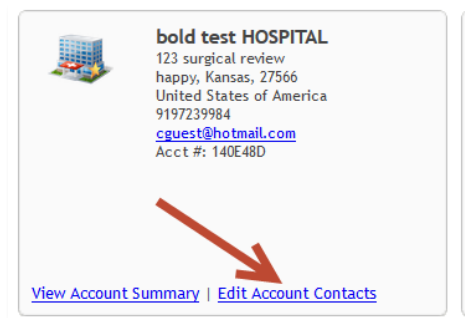 bold test HOSPITAL
123 surgical review
happy, Kansas, 27566
United States of America
9197239984
cguest@hotmail.com
Acct #: 140E48D
View Account Summary | Edit Account Contacts